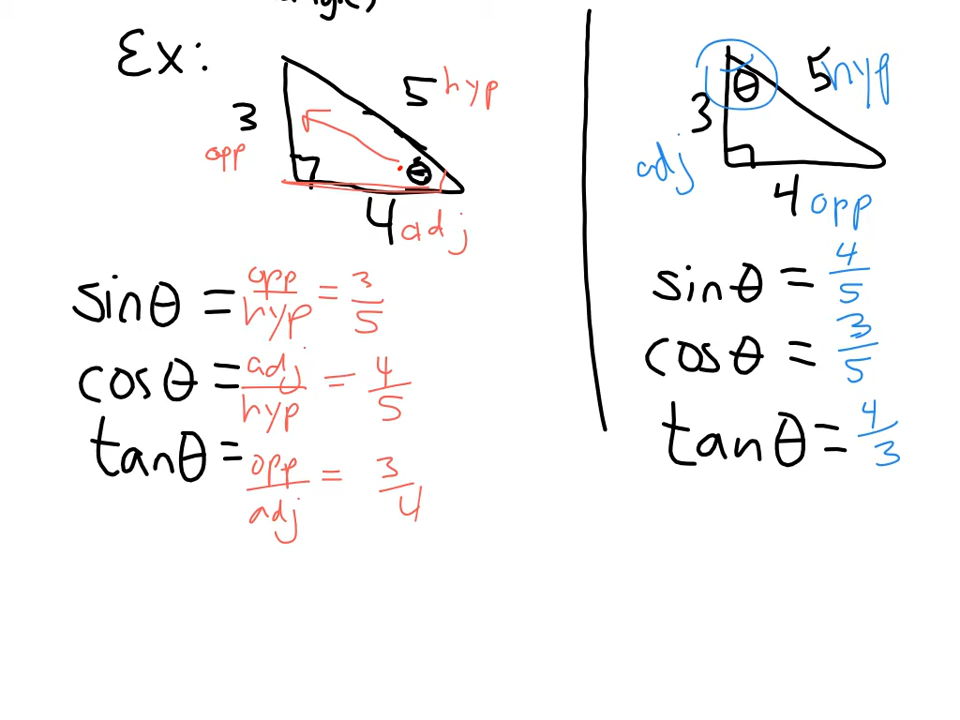 Ex:
3
opp
5 hyp
θ
4 adj
sinθ = opp/hyp = 3/5
cosθ = adj/hyp = 4/5
tanθ = opp/adj = 3/4
θ
5 hyp
3
adj
4 opp
sinθ = 4/5
cosθ = 3/5
tanθ = 4/3